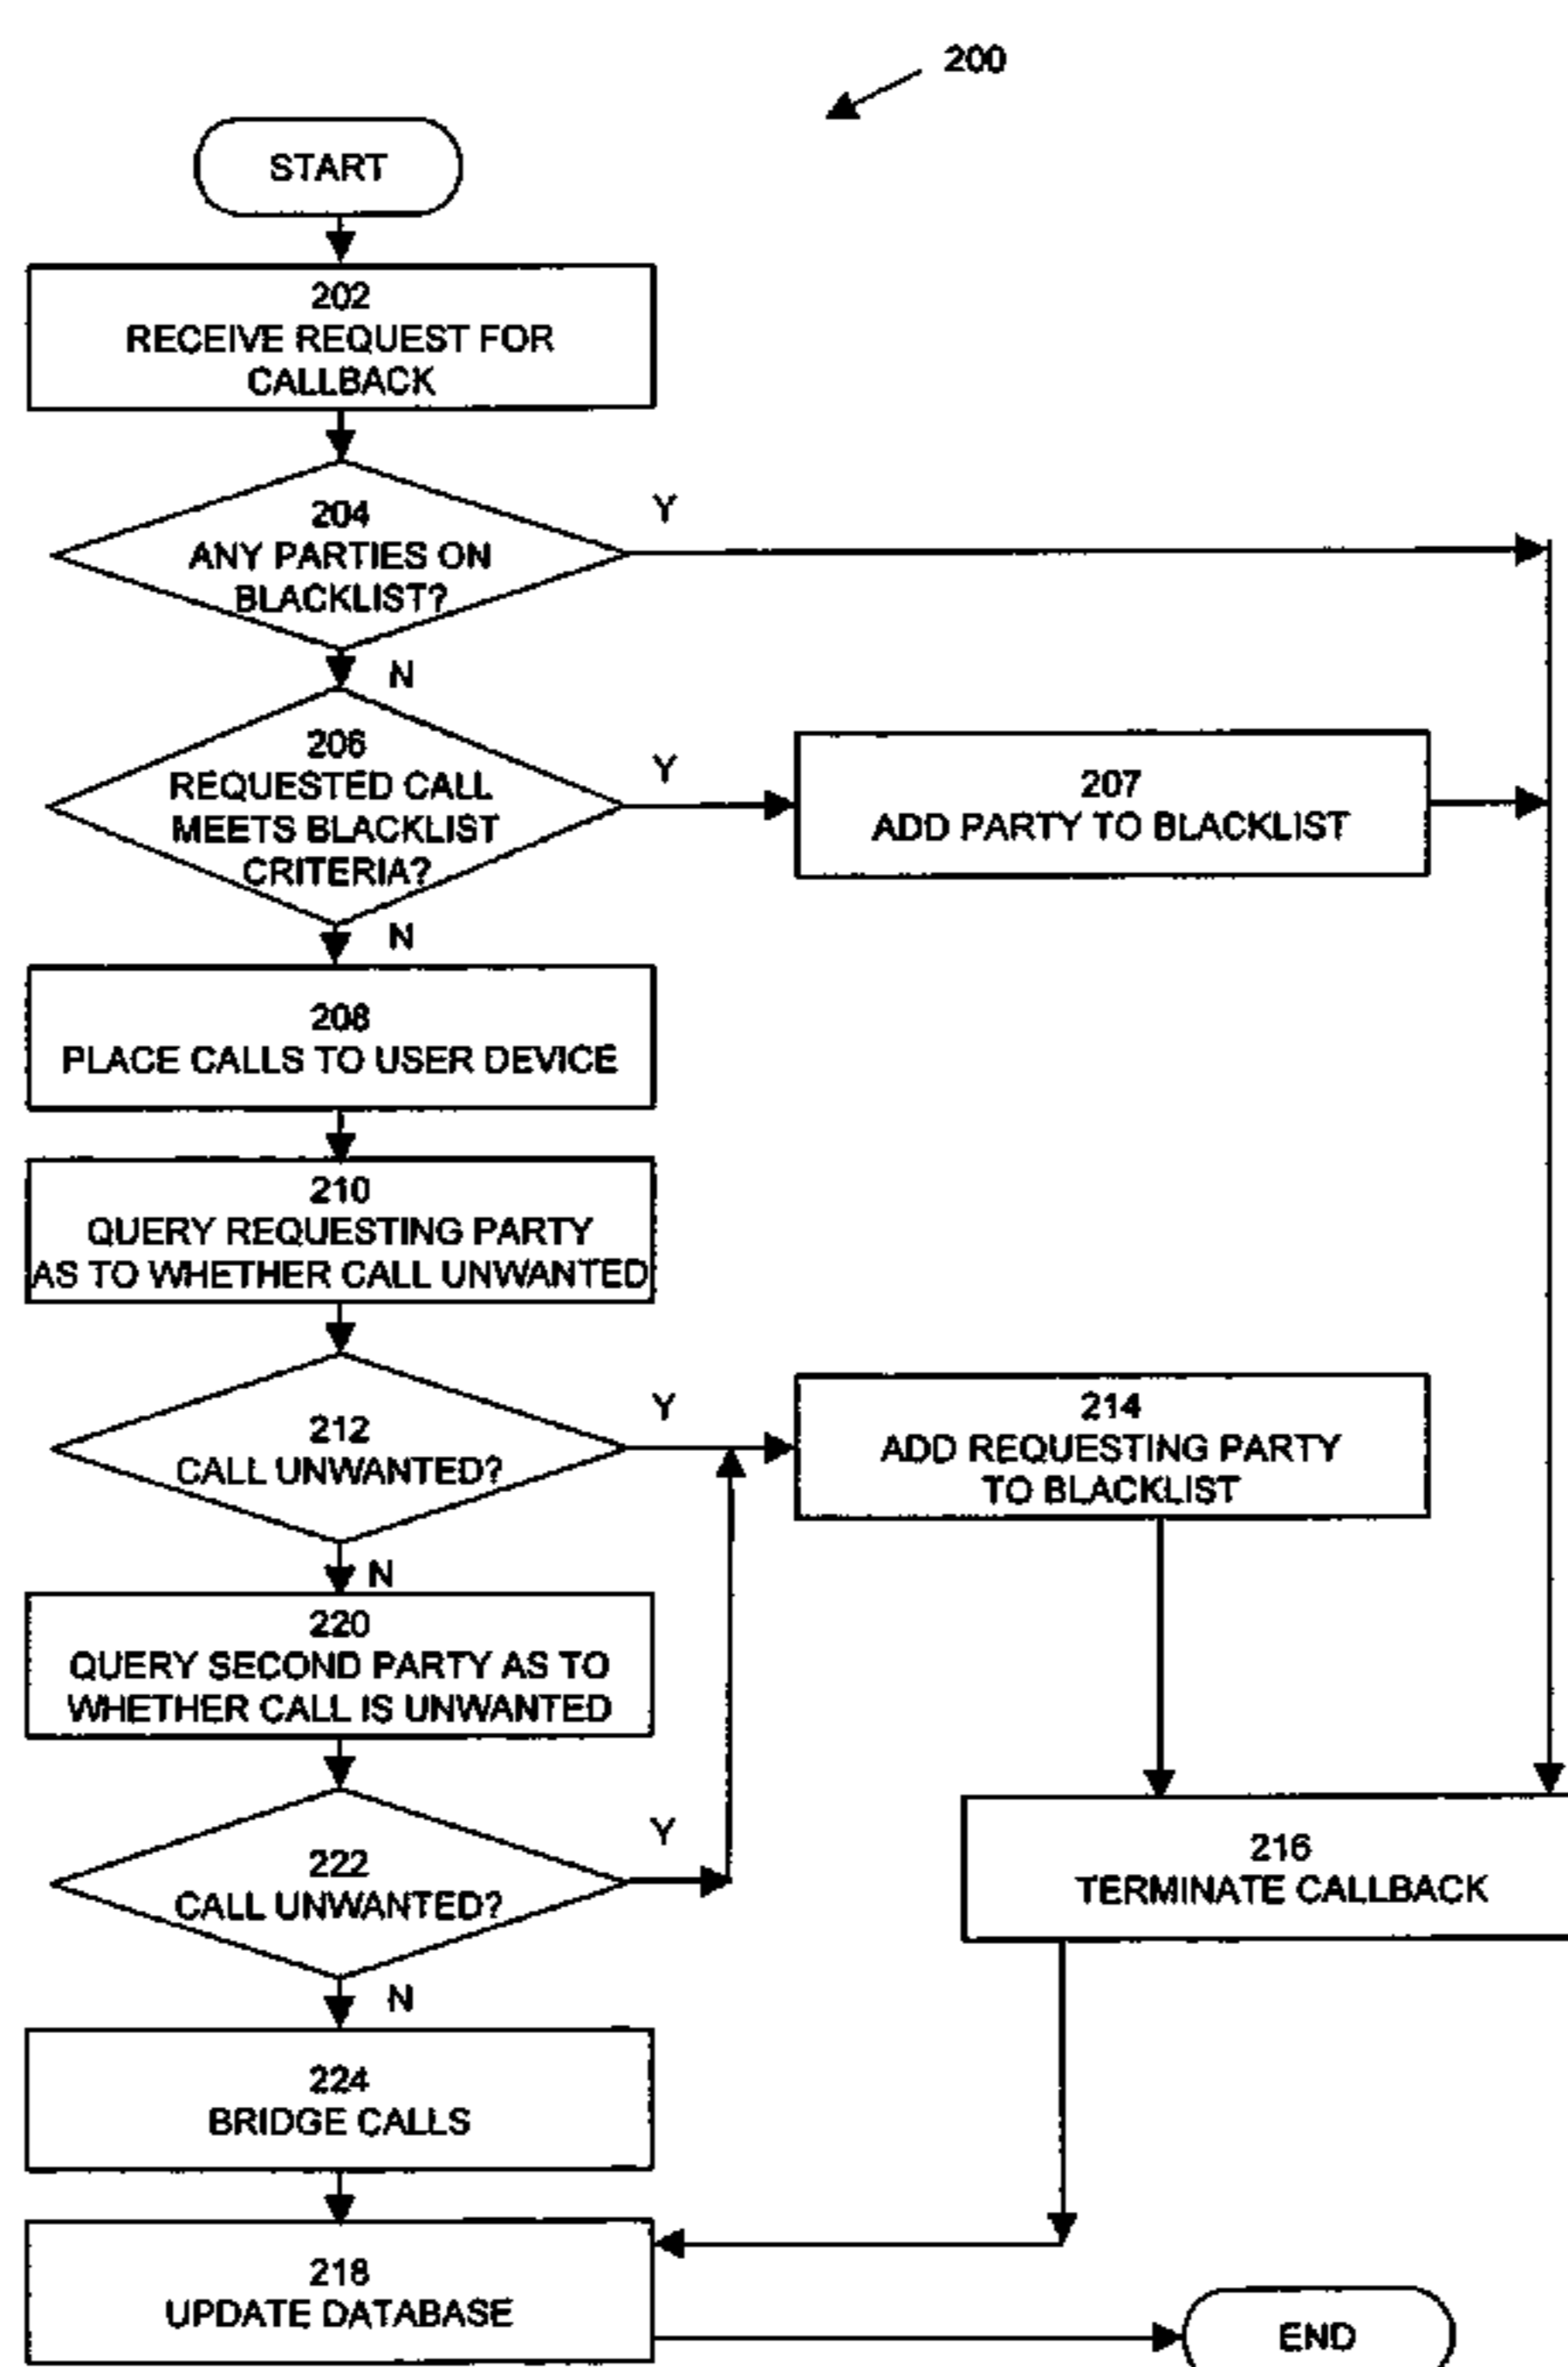 200
START
202
RECEIVE REQUEST FOR
CALLBACK
204
ANY PARTIES ON
BLACKLIST?
Y
N
206
REQUESTED CALL
MEETS BLACKLIST
CRITERIA?
Y
207
ADD PARTY TO BLACKLIST
N
208
PLACE CALLS TO USER DEVICE
210
QUERY REQUESTING PARTY
AS TO WHETHER CALL UNWANTED
212
CALL UNWANTED?
Y
214
ADD REQUESTING PARTY
TO BLACKLIST
N
220
QUERY SECOND PARTY AS TO
WHETHER CALL IS UNWANTED
222
CALL UNWANTED?
Y
216
TERMINATE CALLBACK
N
224
BRIDGE CALLS
218
UPDATE DATABASE
END